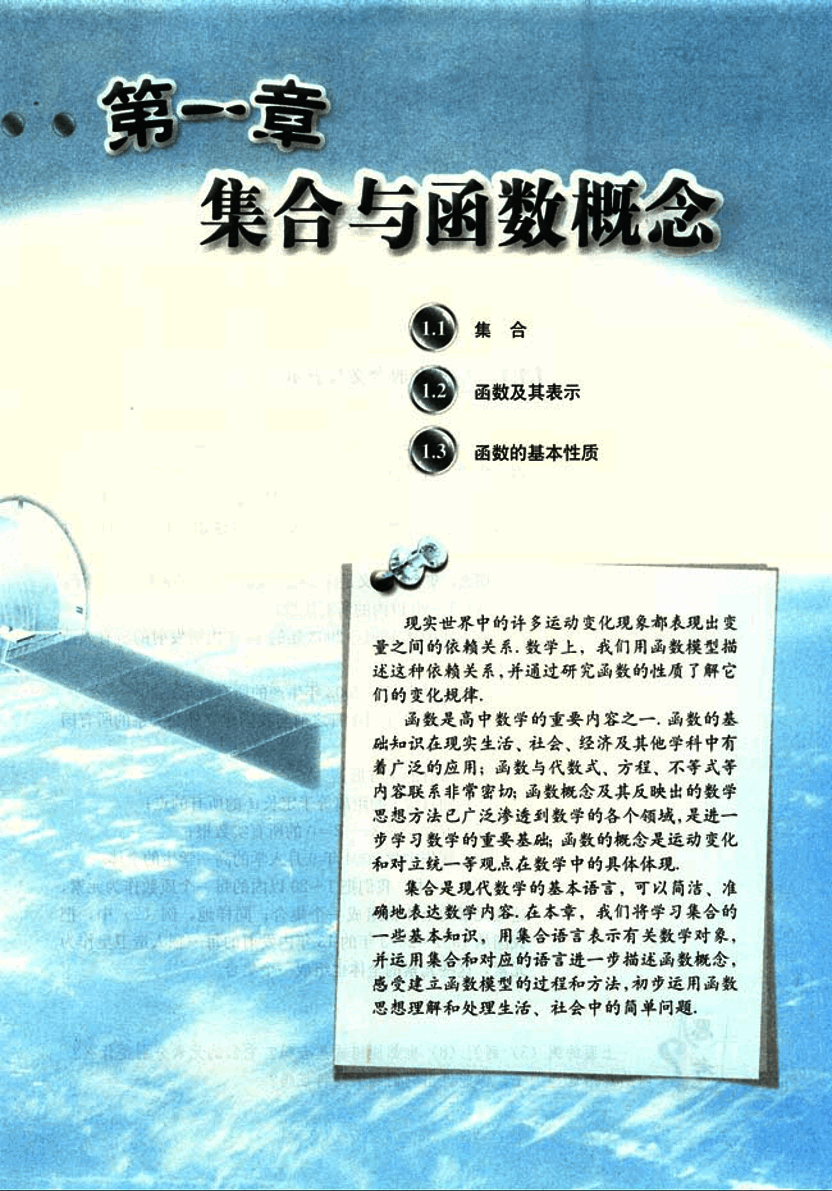 第一章
集合与函数概念
1.1 集 合
1.2 函数及其表示
1.3 函数的基本性质
现实世界中的许多运动变化现象都表现出变
量之间的依赖关系.数学上，我们用函数模型描
述这种依赖关系,并通过研究函数的性质了解它
们的变化规律.
函数是高中数学的重要内容之一.函数的基
础知识在现实生活、社会、经济及其他学科中有
着广泛的应用；函数与代数式、方程、不等式等
内容联系非常密切;函数概念及其反映出的数学
思想方法已广泛渗透到数学的各个领域,是进一
步学习数学的重要基础;函数的概念是运动变化
和对立统一等观点在数学中的具体体现.
集合是现代数学的基本语言，可以简洁、准
确地表达数学内容.在本章，我们将学习集合的
一些基本知识，用集合语言表示有关数学对象，
并运用集合和对应的语言进一步描述函数概念，
感受建立函数模型的过程和方法,初步运用函数
思想理解和处理生活、社会中的简单问题.